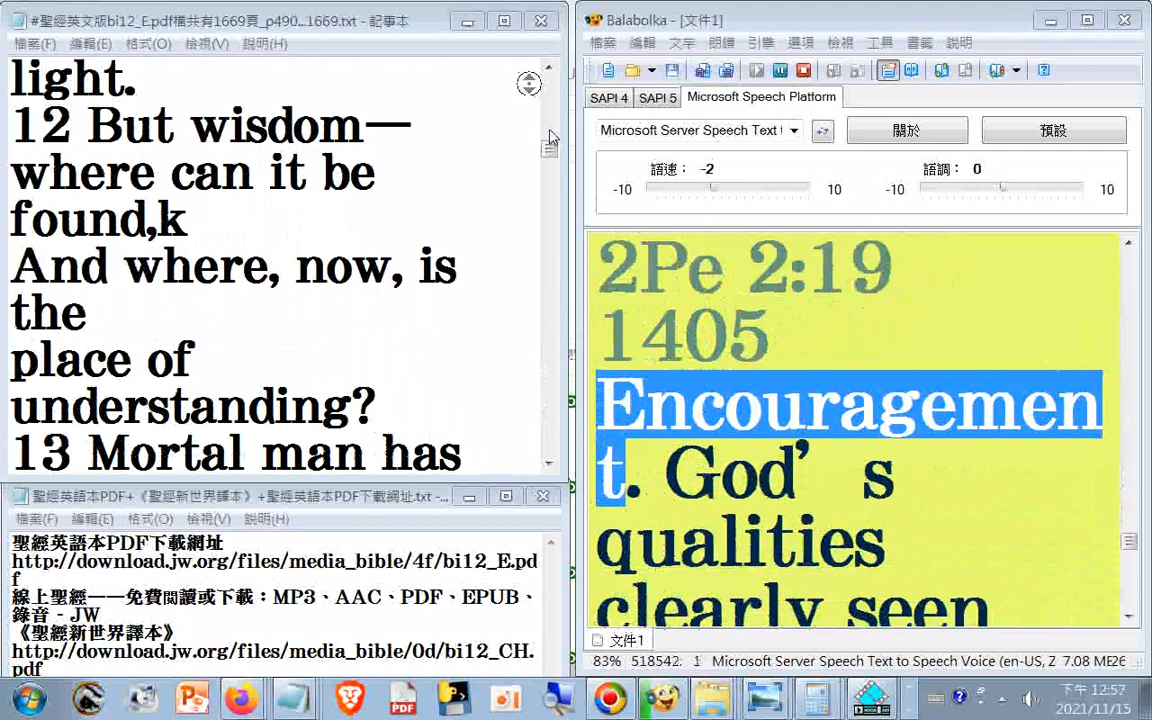 #聖經英文版bi12_E.pdf檔共有1669頁_p490...1669.txt - 記事本
檔案(F) 編輯(E) 格式(O) 檢視(V) 說明(H)
light.
12 But wisdom—
where can it be
found,k
And where, now, is
the
place of
understanding?
13 Mortal man has
聖經英語本PDF+《聖經新世界譯本》+聖經英語本PDF下載網址.txt - ...
檔案(F) 編輯(E) 格式(O) 檢視(V) 說明(H)
聖經英語本PDF下載網址
http://download.jw.org/files/media_bible/4f/bi12_E.pd
f
線上聖經——免費閱讀或下載：MP3、AAC、PDF、EPUB、
錄音 - JW
《聖經新世界譯本》
http://download.jw.org/files/media_bible/0d/bi12_CH.
pdf
Balabolka - [文件1]
檔案 編輯 文字 朗讀 引擎 選項 檢視 工具 書籤 說明
SAPI 4 SAPI 5 Microsoft Speech Platform
Microsoft Server Speech Text 關於 預設
語速： -2 語調： 0
-10 10 -10 10
2Pe 2:19
1405
Encouragemen
t. God’s
qualities
clearly seen
文件1
83% 518542: 1 Microsoft Server Speech Text to Speech Voice (en-US, Z 7.08 ME26
PDF
下午 12:57
2021/11/15